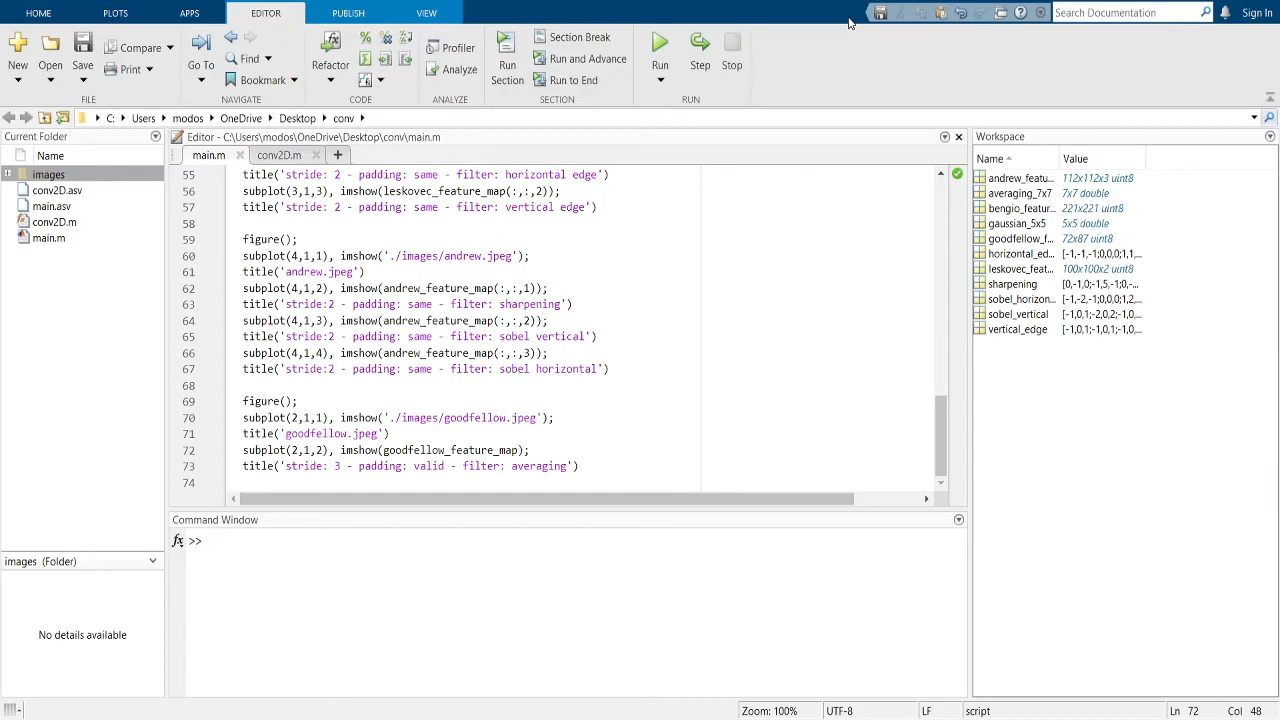 HOME PLOTS APPS EDITOR PUBLISH VIEW Search Documentation Sign In
New Open Save Compare Print Go To Find Bookmark Refactor Profiler Analyze Run Section Section Break Run and Advance Run to End Run Step Stop
FILE NAVIGATE CODE ANALYZE SECTION RUN
C: Users modos OneDrive Desktop conv
Current Folder
Name
images
conv2D.asv
main.asv
conv2D.m
main.m
images (Folder)
No details available
Editor - C:\Users\modos\OneDrive\Desktop\conv\main.m
main.m conv2D.m
55 title('stride: 2 - padding: same - filter: horizontal edge')
56 subplot(3,1,3), imshow(leskovec_feature_map(:,:,2));
57 title('stride: 2 - padding: same - filter: vertical edge')
58
59 figure();
60 subplot(4,1,1), imshow('./images/andrew.jpeg');
61 title('andrew.jpeg')
62 subplot(4,1,2), imshow(andrew_feature_map(:,:,1));
63 title('stride:2 - padding: same - filter: sharpening')
64 subplot(4,1,3), imshow(andrew_feature_map(:,:,2));
65 title('stride:2 - padding: same - filter: sobel vertical')
66 subplot(4,1,4), imshow(andrew_feature_map(:,:,3));
67 title('stride:2 - padding: same - filter: sobel horizontal')
68
69 figure();
70 subplot(2,1,1), imshow('./images/goodfellow.jpeg');
71 title('goodfellow.jpeg')
72 subplot(2,1,2), imshow(goodfellow_feature_map);
73 title('stride: 3 - padding: valid - filter: averaging')
74
Command Window
fx >>
Workspace
Name Value
andrew_featu... 112x112x3 uint8
averaging_7x7 7x7 double
bengio_featur... 221x221 uint8
gaussian_5x5 5x5 double
goodfellow_f... 72x87 uint8
horizontal_ed... [-1,-1,-1;0,0,0;1,1,...
leskovec_feat... 100x100x2 uint8
sharpening [0,-1,0;-1,5,-1;0,-...
sobel_horizon... [-1,-2,-1;0,0,0;1,2,...
sobel_vertical [-1,0,1;-2,0,2;-1,0,...
vertical_edge [-1,0,1;-1,0,1;-1,0,...
Zoom: 100% UTF-8 LF script Ln 72 Col 48